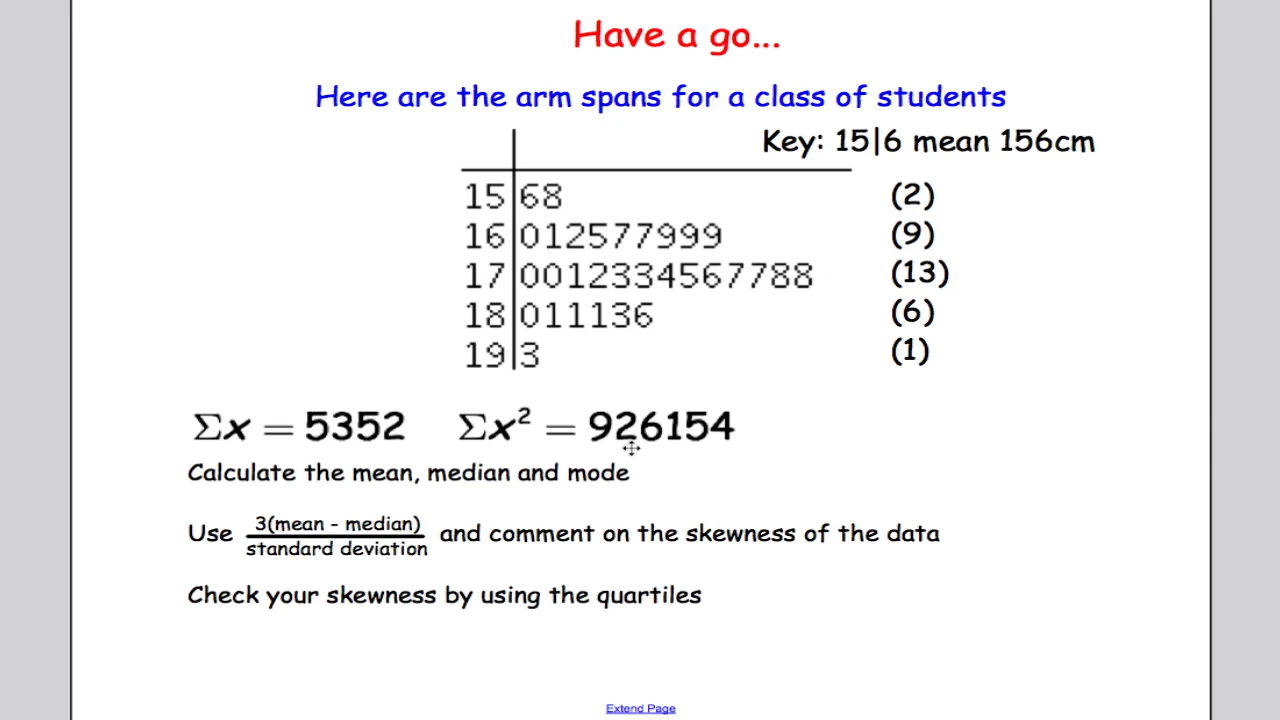 Have a go...
Here are the arm spans for a class of students
Key: 15|6 mean 156cm
15|68 (2)
16|012577999 (9)
17|0012334567788 (13)
18|011136 (6)
19|3 (1)
Σx = 5352 Σx² = 926154
Calculate the mean, median and mode
Use 3(mean - median) / standard deviation and comment on the skewness of the data
Check your skewness by using the quartiles
Extend Page